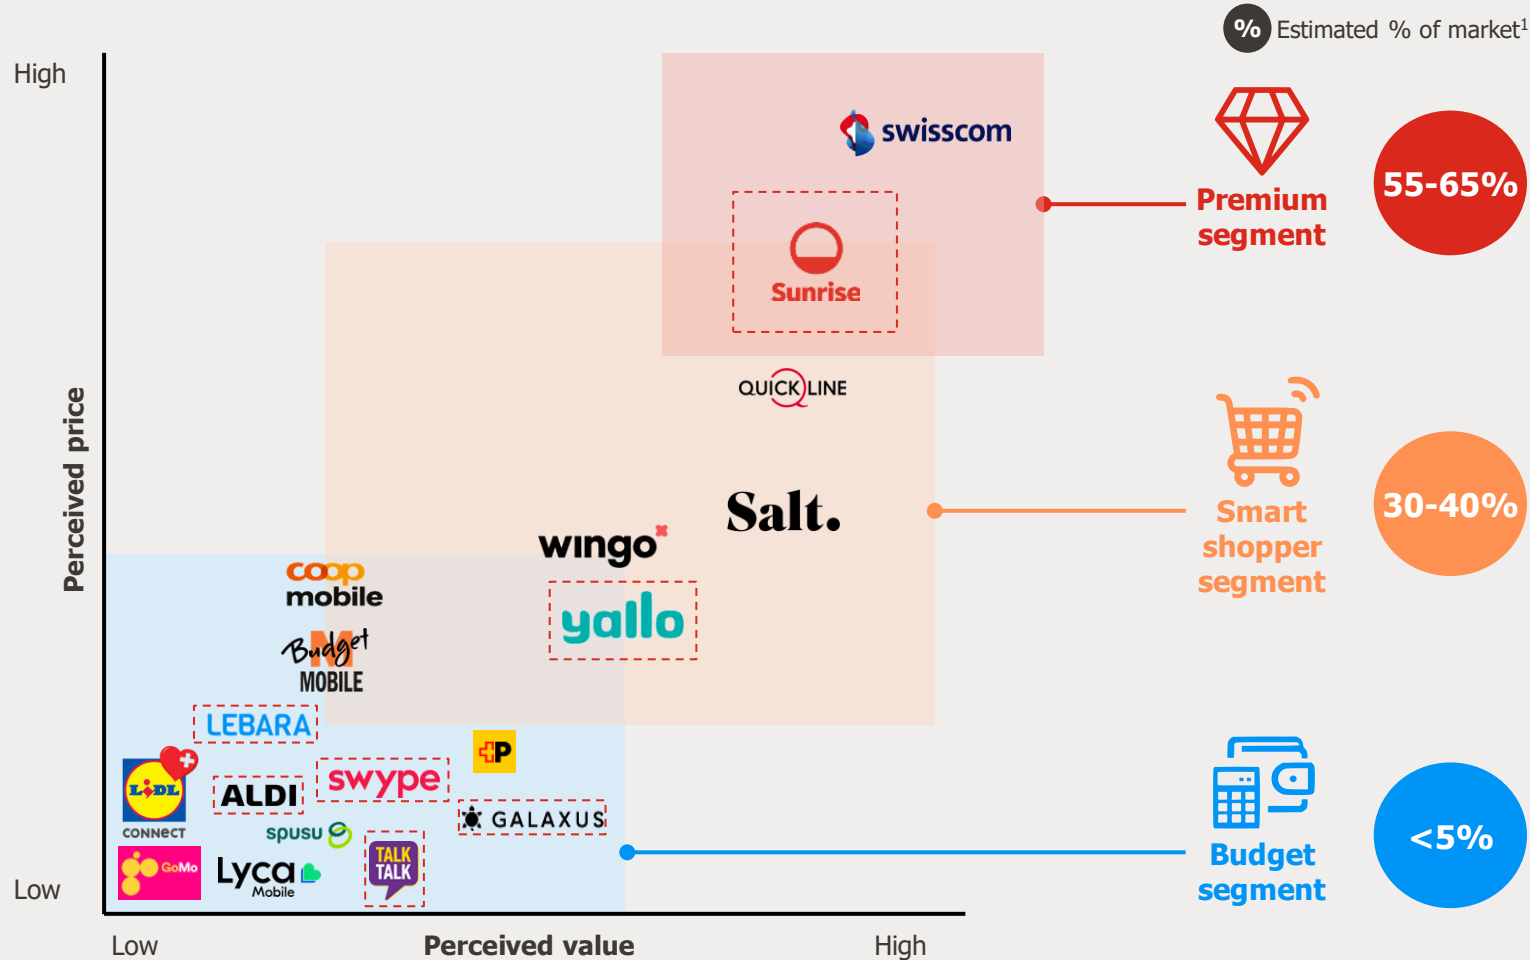 % Estimated % of market1
High
swisscom
Premium
segment
55-65%
Sunrise
QUICKLINE
Perceived price
Salt.
Smart
shopper
segment
30-40%
wingo
coop
mobile
yallo
M
Budget
MOBILE
LEBARA
P
LIDL
CONNECT
ALDI
swype
GALAXUS
spusu
GoMo
Lyca
Mobile
TALK
TALK
Budget
segment
<5%
Low
Low
Perceived value
High